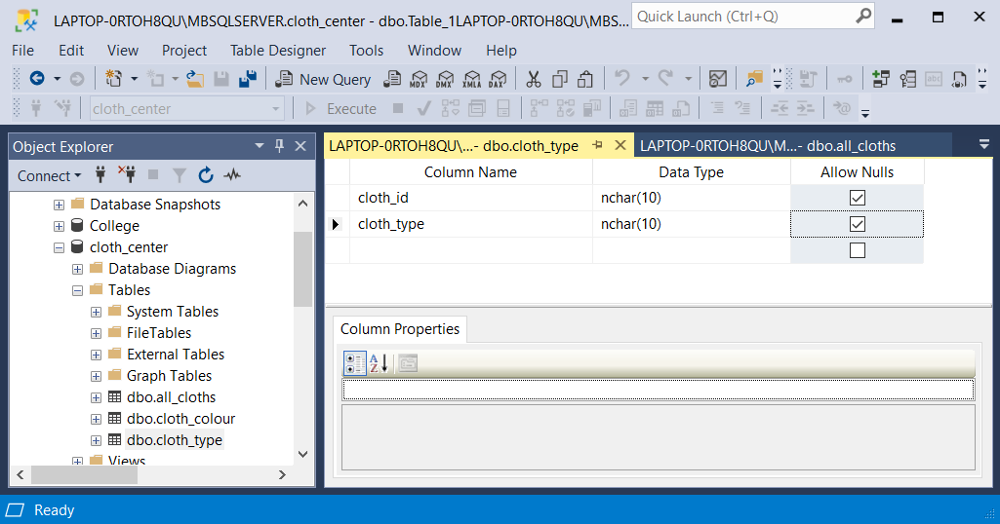 LAPTOP-0RTOH8QU\MBSQLSERVER.cloth_center - dbo.Table_1LAPTOP-0RTOH8QU\MBS...
Quick Launch (Ctrl+Q)
File Edit View Project Table Designer Tools Window Help
New Query MDX DMX XMLA DAX
cloth_center Execute
Object Explorer
LAPTOP-0RTOH8QU\...- dbo.cloth_type
LAPTOP-0RTOH8QU\M...- dbo.all_cloths
Connect
Database Snapshots
College
cloth_center
Database Diagrams
Tables
System Tables
FileTables
External Tables
Graph Tables
dbo.all_cloths
dbo.cloth_colour
dbo.cloth_type
Views
Column Name Data Type Allow Nulls
cloth_id nchar(10)
cloth_type nchar(10)
Column Properties
Ready